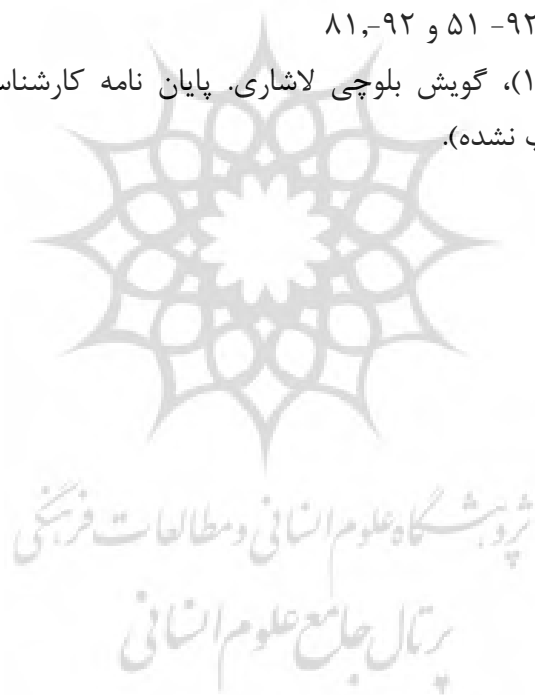 ۹۲- ۵۱ و ۹۲-,۸۱
۱)، گویش بلوچی لاشاری. پایان نامه کارشناس
ب نشده).
پژوهشگاه علوم انسانی و مطالعات فرهنگی
پرتال جامع علوم انسانی